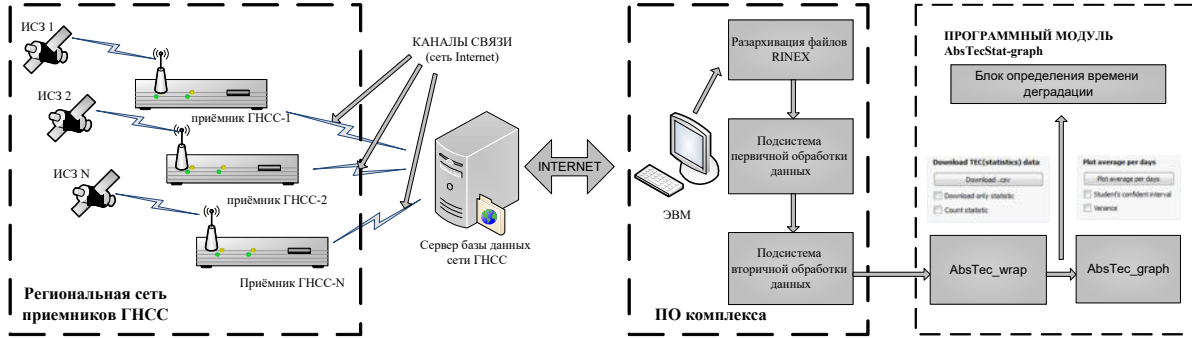 ИСЗ 1
ИСЗ 2
ИСЗ N
приёмник ГНСС-1
приёмник ГНСС-2
Приёмник ГНСС-N
Региональная сеть
приемников ГНСС
КАНАЛЫ СВЯЗИ
(сеть Internet)
Сервер базы данных
сети ГНСС
INTERNET
ЭВМ
Разархивация файлов
RINEX
Подсистема
первичной обработки
данных
Подсистема
вторичной обработки
данных
ПО комплекса
ПРОГРАММНЫЙ МОДУЛЬ
AbsTecStat-graph
Блок определения времени
деградации
Download TEC(statistics) data
Download .csv
Download only statistic
Count statistic
Plot average per days
Plot average per days
Student's confident interval
Variance
AbsTec_wrap
AbsTec_graph